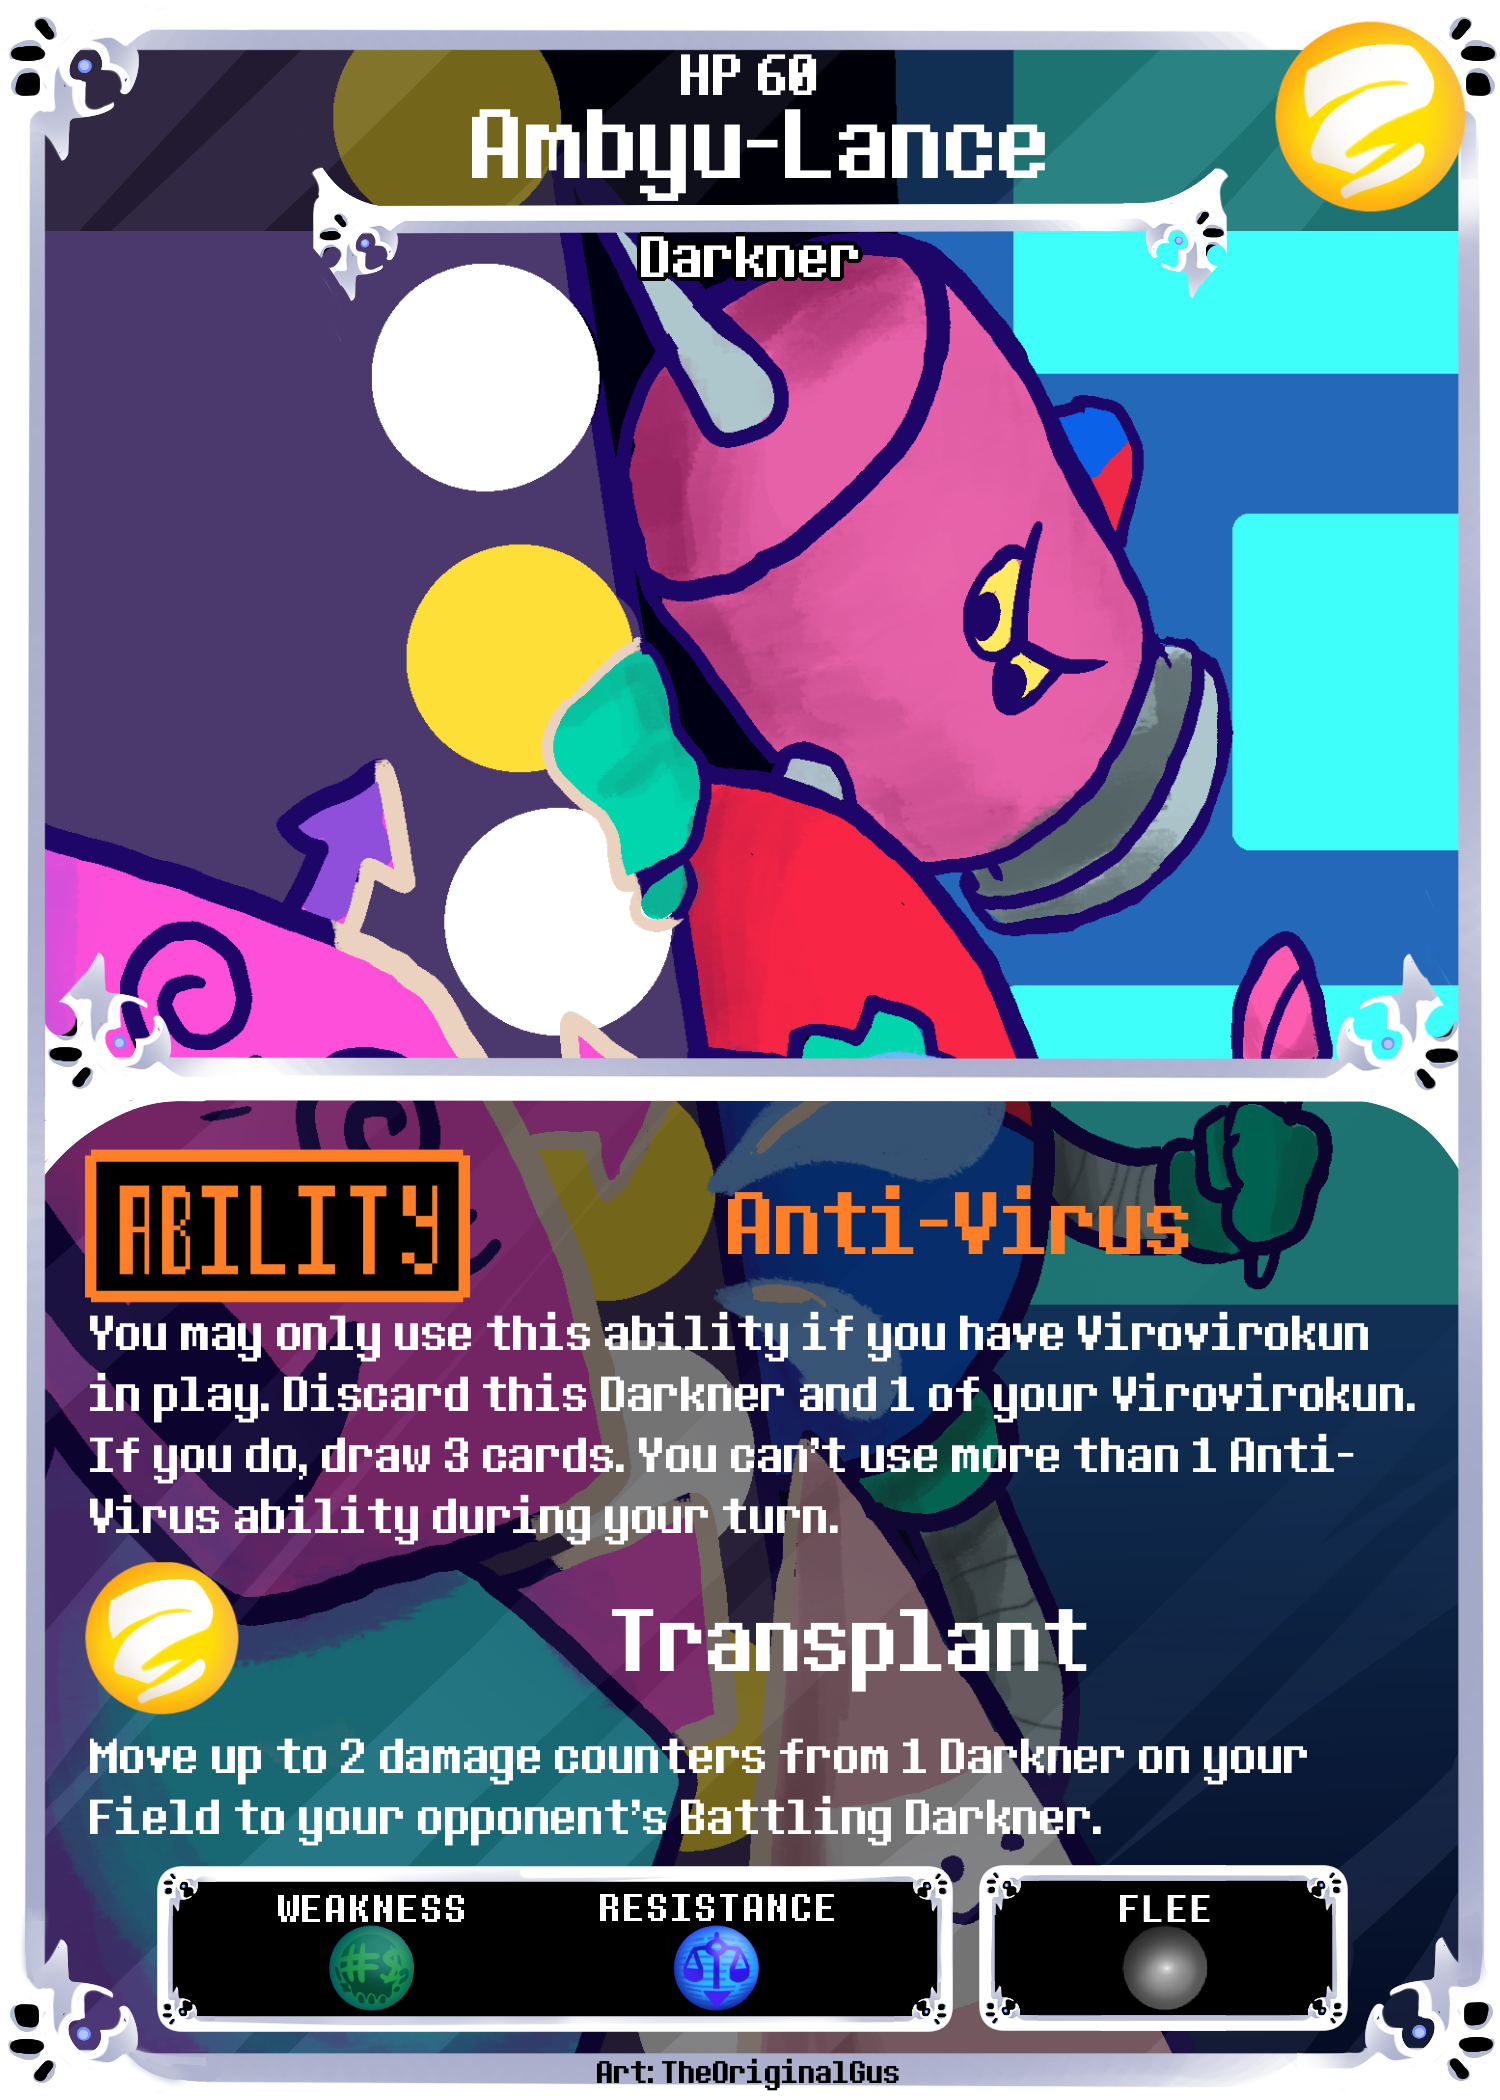 HP 60
Ambyu-Lance
Darkner
ABILITY
Anti-Virus
You may only use this ability if you have Virovirokun
in play. Discard this Darkner and 1 of your Virovirokun.
If you do, draw 3 cards. You can't use more than 1 Anti-
Virus ability during your turn.
Transplant
Move up to 2 damage counters from 1 Darkner on your
Field to your opponent's Battling Darkner.
WEAKNESS
RESISTANCE
FLEE
#$
Art: TheOriginalGus